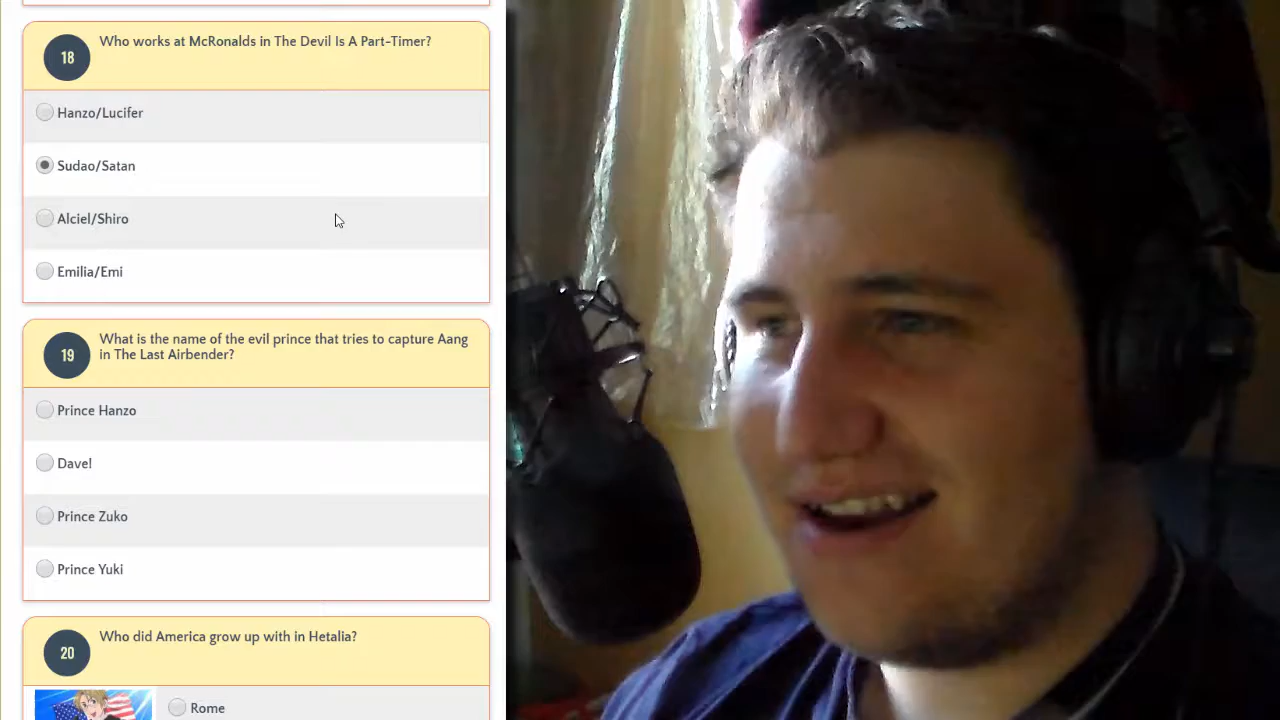 18
Who works at McRonalds in The Devil Is A Part-Timer?
Hanzo/Lucifer
Sudao/Satan
Alciel/Shiro
Emilia/Emi
19
What is the name of the evil prince that tries to capture Aang
in The Last Airbender?
Prince Hanzo
Davel
Prince Zuko
Prince Yuki
20
Who did America grow up with in Hetalia?
Rome